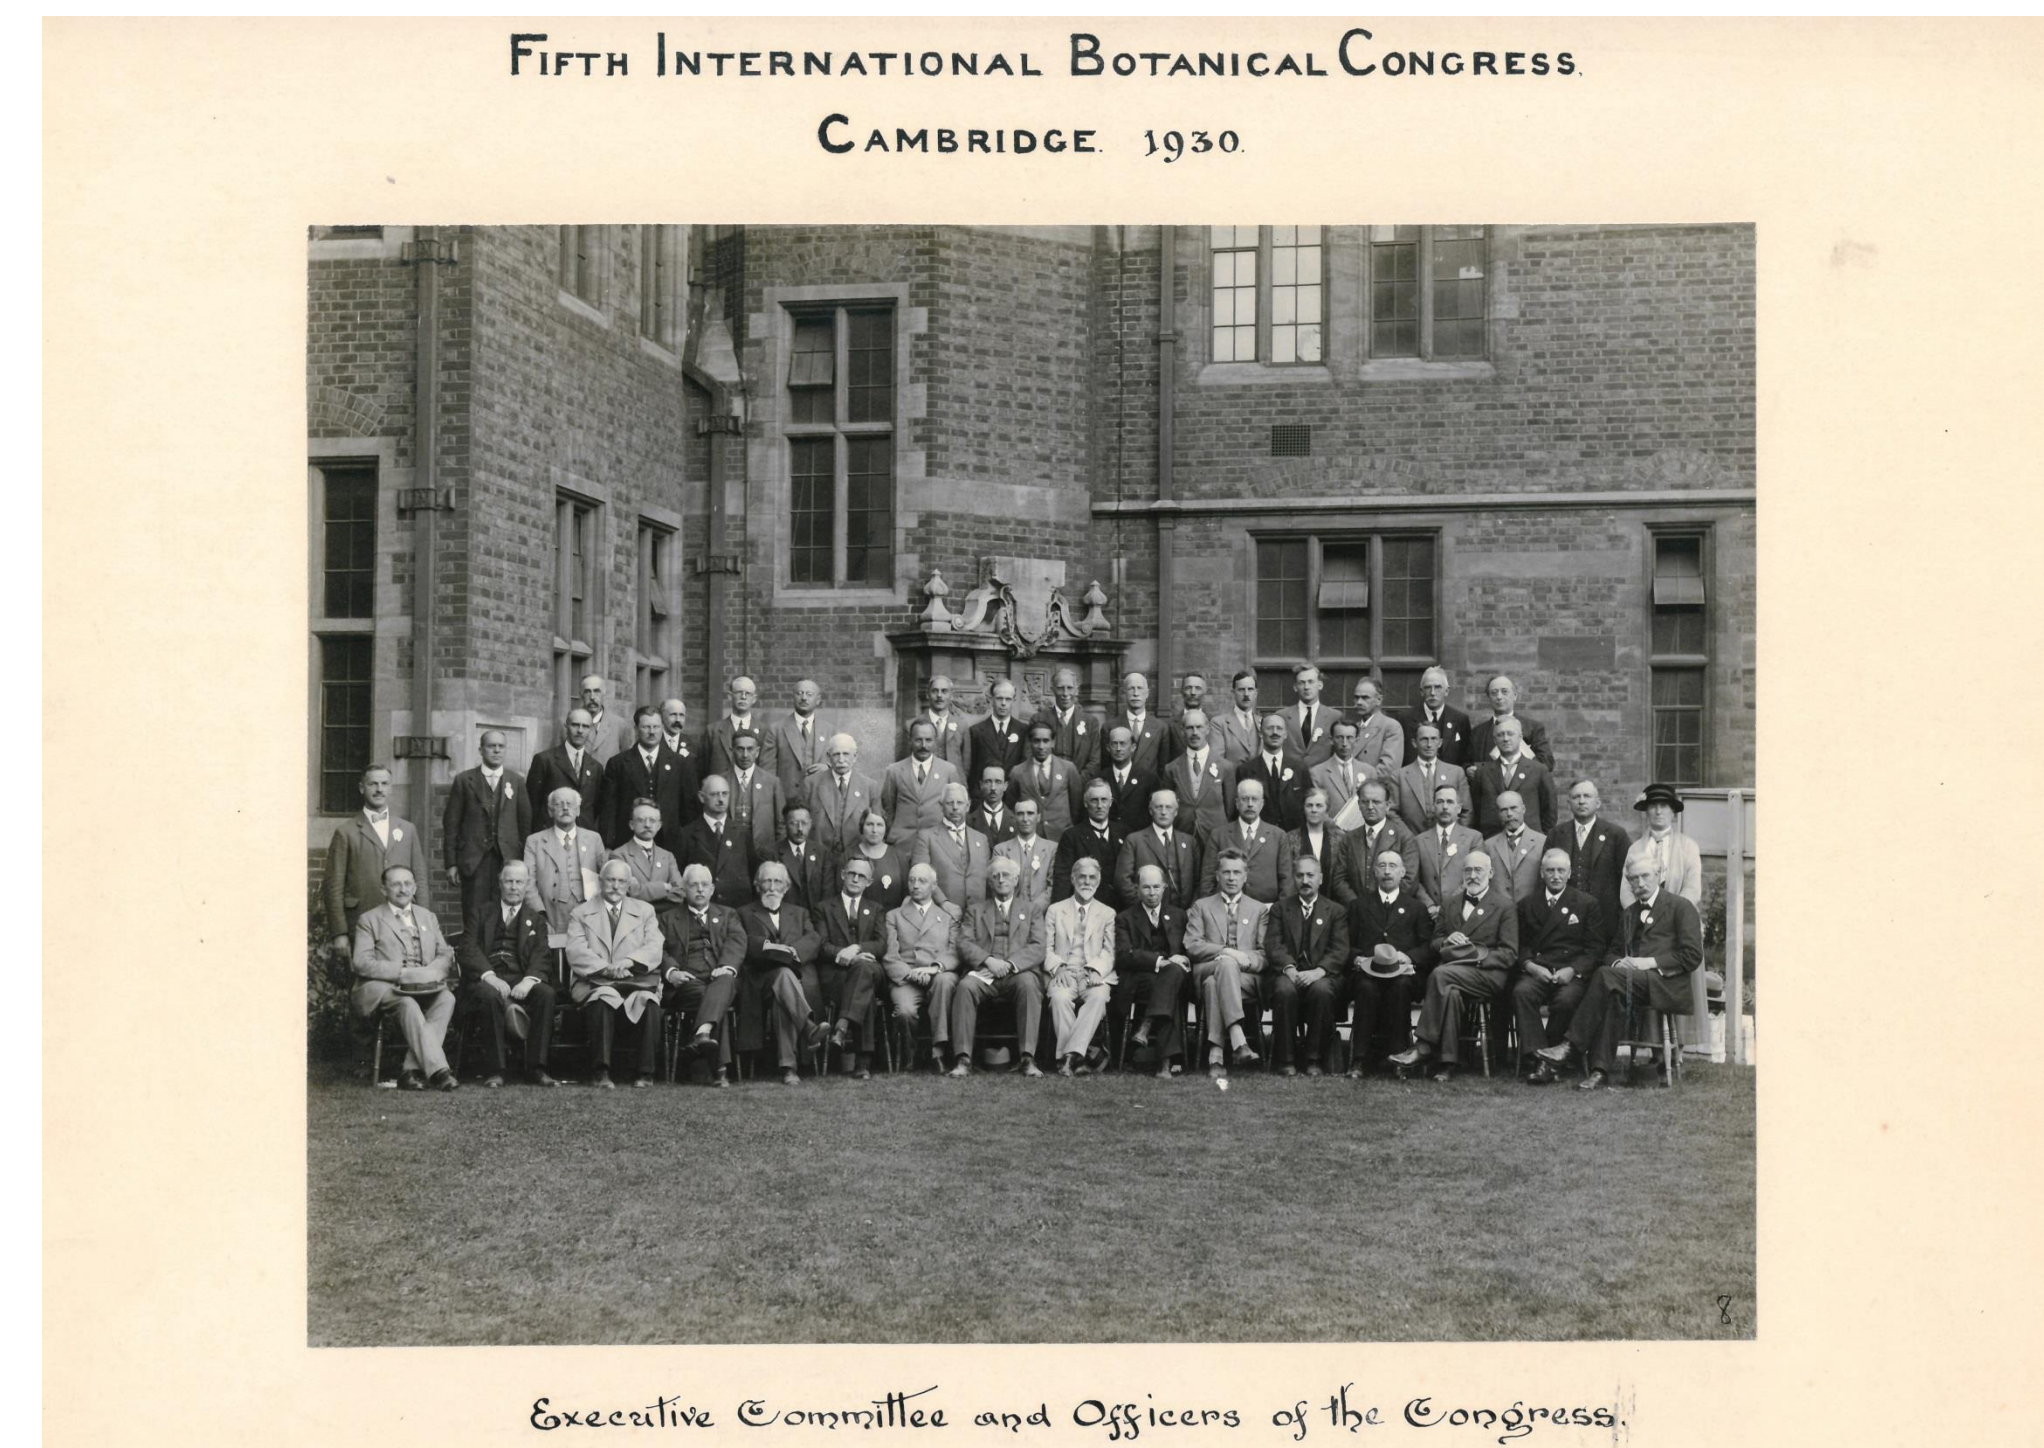 FIFTH INTERNATIONAL BOTANICAL CONGRESS.
CAMBRIDGE. 1930.
8
Executive Committee and Officers of the Congress.